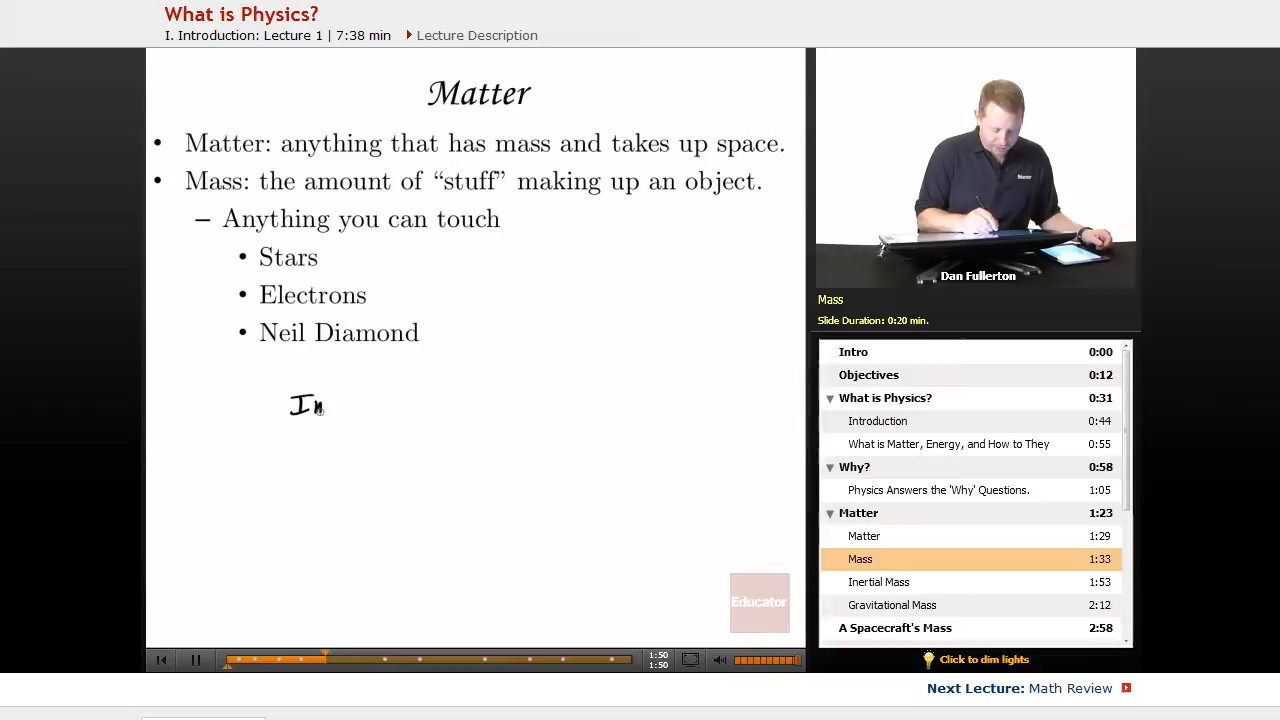 What is Physics?
I. Introduction: Lecture 1 | 7:38 min Lecture Description
Matter
• Matter: anything that has mass and takes up space.
• Mass: the amount of “stuff” making up an object.
– Anything you can touch
• Stars
• Electrons
• Neil Diamond
In
Educator
Educator
Dan Fullerton
Mass
Slide Duration: 0:20 min.
Intro 0:00
Objectives 0:12
What is Physics? 0:31
Introduction 0:44
What is Matter, Energy, and How to They 0:55
Why? 0:58
Physics Answers the 'Why' Questions. 1:05
Matter 1:23
Matter 1:29
Mass 1:33
Inertial Mass 1:53
Gravitational Mass 2:12
A Spacecraft's Mass 2:58
1:50
1:50
Click to dim lights
Next Lecture: Math Review